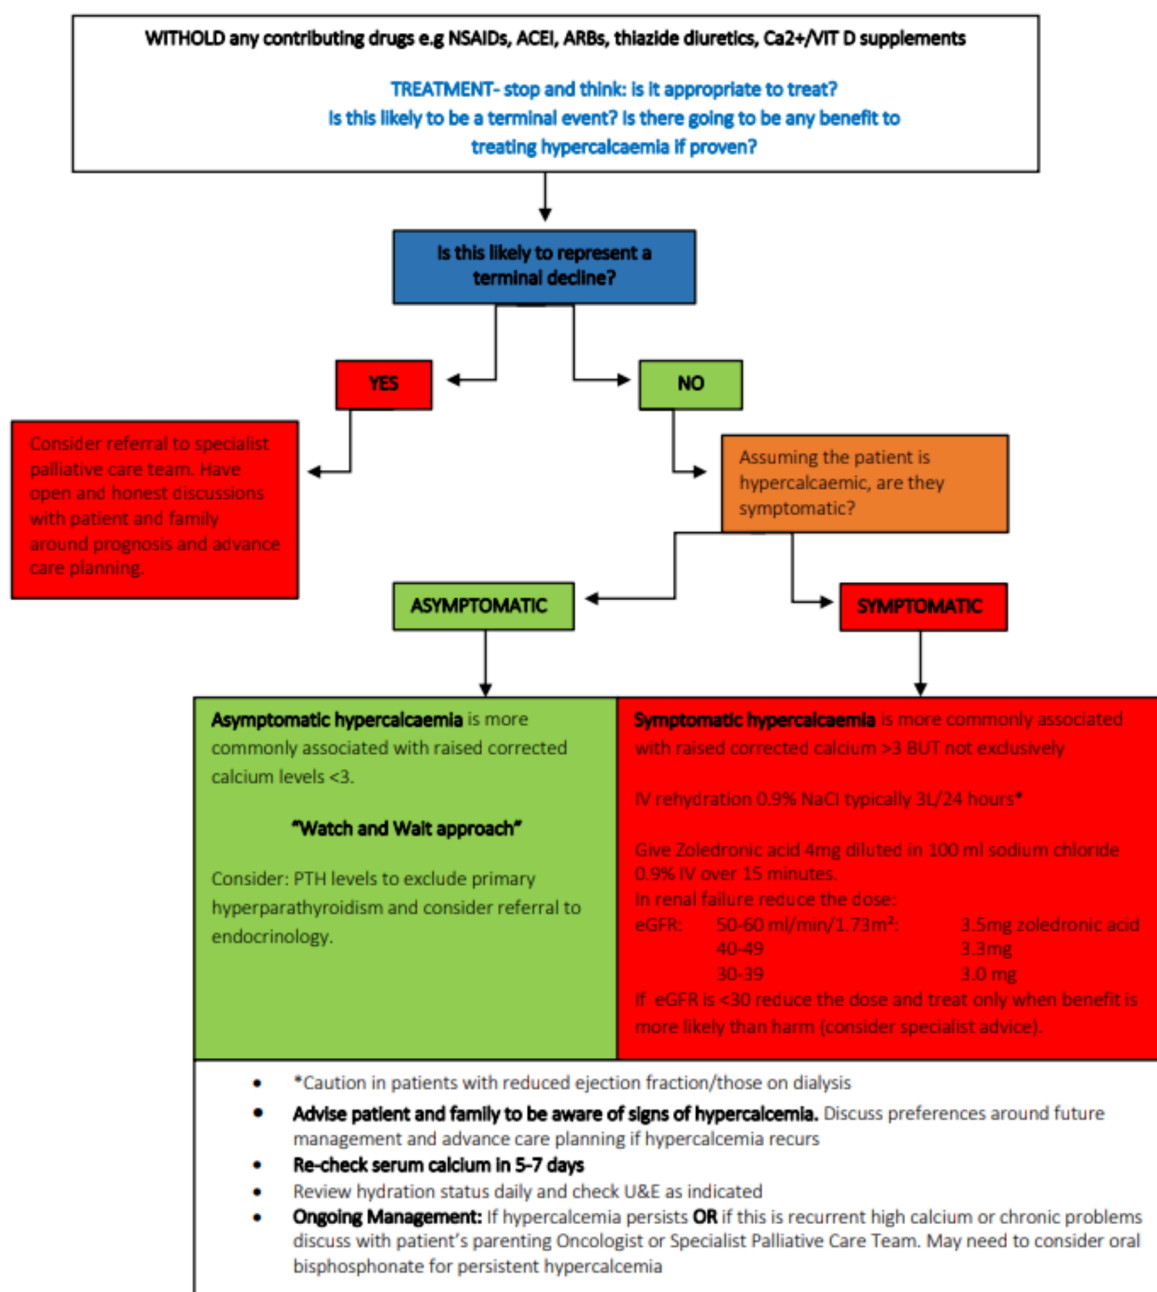 WITHOLD any contributing drugs e.g NSAIDs, ACEI, ARBs, thiazide diuretics, Ca2+/VIT D supplements
TREATMENT- stop and think: is it appropriate to treat?
Is this likely to be a terminal event? Is there going to be any benefit to
treating hypercalcaemia if proven?
Is this likely to represent a
terminal decline?
YES
NO
Consider referral to specialist
palliative care team. Have
open and honest discussions
with patient and family
around prognosis and advance
care planning.
Assuming the patient is
hypercalcaemic, are they
symptomatic?
ASYMPTOMATIC
SYMPTOMATIC
Asymptomatic hypercalcaemia is more
commonly associated with raised corrected
calcium levels <3.
"Watch and Wait approach"
Consider: PTH levels to exclude primary
hyperparathyroidism and consider referral to
endocrinology.
Symptomatic hypercalcaemia is more commonly associated
with raised corrected calcium >3 BUT not exclusively
IV rehydration 0.9% NaCl typically 3L/24 hours*
Give Zoledronic acid 4mg diluted in 100 ml sodium chloride
0.9% IV over 15 minutes.
In renal failure reduce the dose:
eGFR: 50-60 ml/min/1.73m²: 3.5mg zoledronic acid
40-49 3.3mg
30-39 3.0 mg
If eGFR is <30 reduce the dose and treat only when benefit is
more likely than harm (consider specialist advice).
• *Caution in patients with reduced ejection fraction/those on dialysis
• Advise patient and family to be aware of signs of hypercalcemia. Discuss preferences around future
management and advance care planning if hypercalcemia recurs
• Re-check serum calcium in 5-7 days
• Review hydration status daily and check U&E as indicated
• Ongoing Management: If hypercalcemia persists OR if this is recurrent high calcium or chronic problems
discuss with patient's parenting Oncologist or Specialist Palliative Care Team. May need to consider oral
bisphosphonate for persistent hypercalcemia